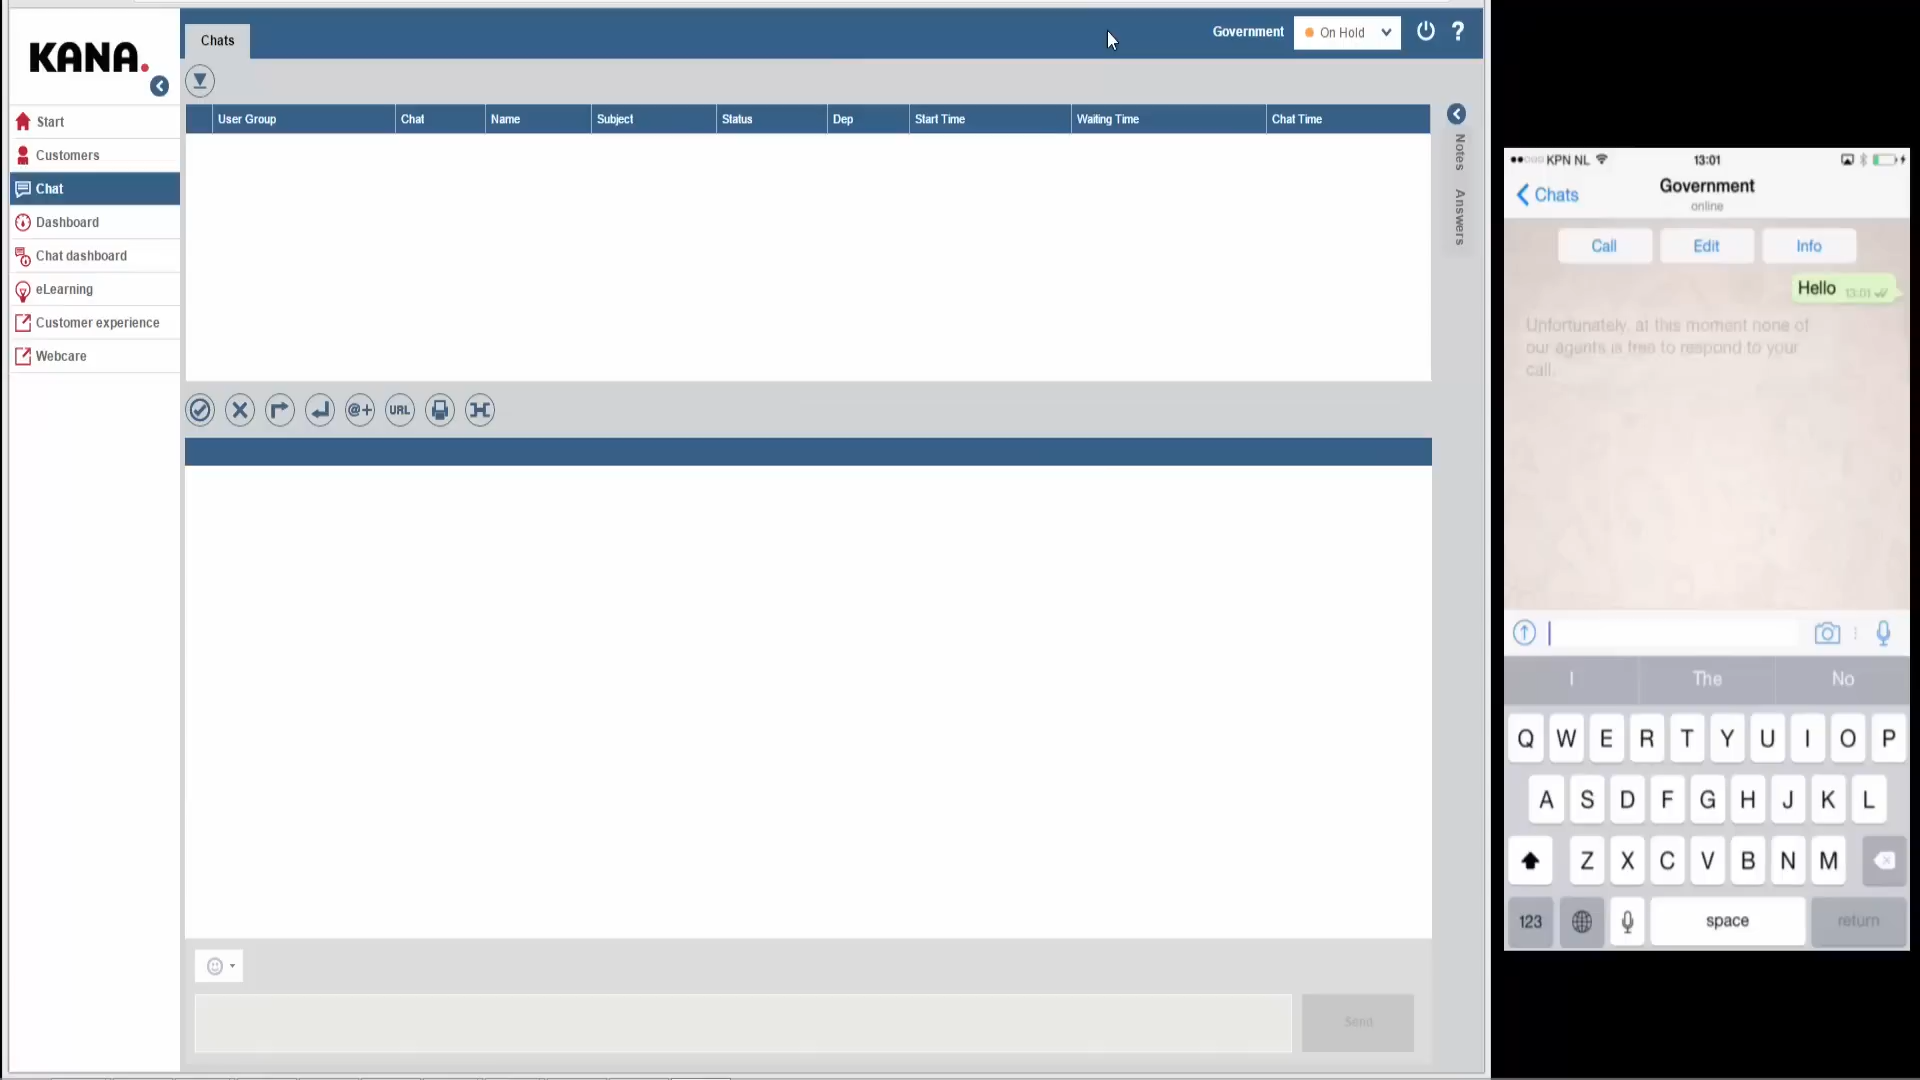 KANA.
Start
Customers
Chat
Dashboard
Chat dashboard
eLearning
Customer experience
Webcare
Chats
Government
On Hold
?
User Group
Chat
Name
Subject
Status
Dep
Start Time
Waiting Time
Chat Time
Notes
Answers
@+
URL
Send
KPN NL
13:01
Chats
Government
online
Call
Edit
Info
Hello 13:01
Unfortunately, at this moment none of
our agents is free to respond to your
call.
I The No
Q W E R T Y U I O P
A S D F G H J K L
Z X C V B N M
123 space return